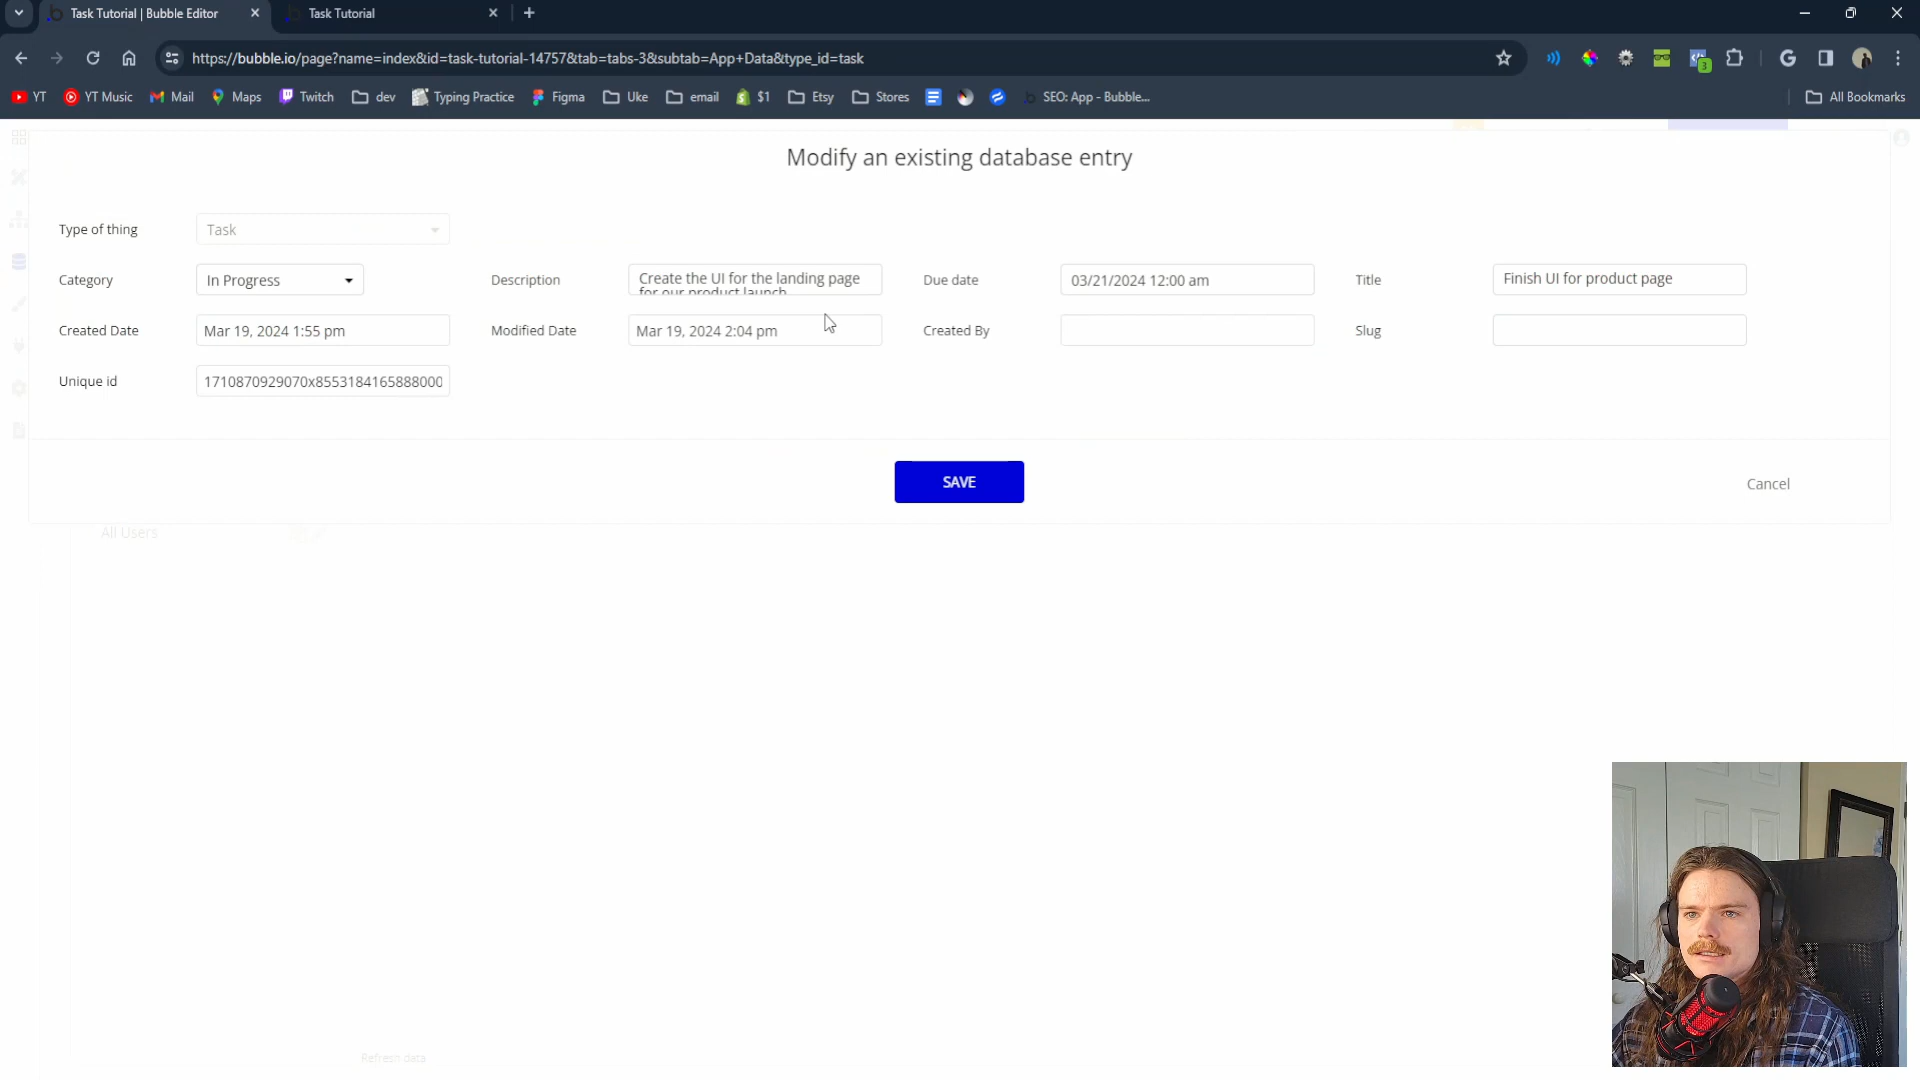 Task Tutorial | Bubble Editor
Task Tutorial
https://bubble.io/page?name=index&id=task-tutorial-14757&tab=tabs-3&subtab=App+Data&type_id=task
3
YT
YT Music
Mail
Maps
Twitch
dev
Typing Practice
Figma
Uke
email
$1
Etsy
Stores
SEO: App - Bubble...
All Bookmarks
Modify an existing database entry
Type of thing
Task
Category
In Progress
Description
Create the UI for the landing page
for our product launch
Due date
03/21/2024 12:00 am
Title
Finish UI for product page
Created Date
Mar 19, 2024 1:55 pm
Modified Date
Mar 19, 2024 2:04 pm
Created By
Slug
Unique id
1710870929070x8553184165888000
SAVE
Cancel
All Users
Refresh data